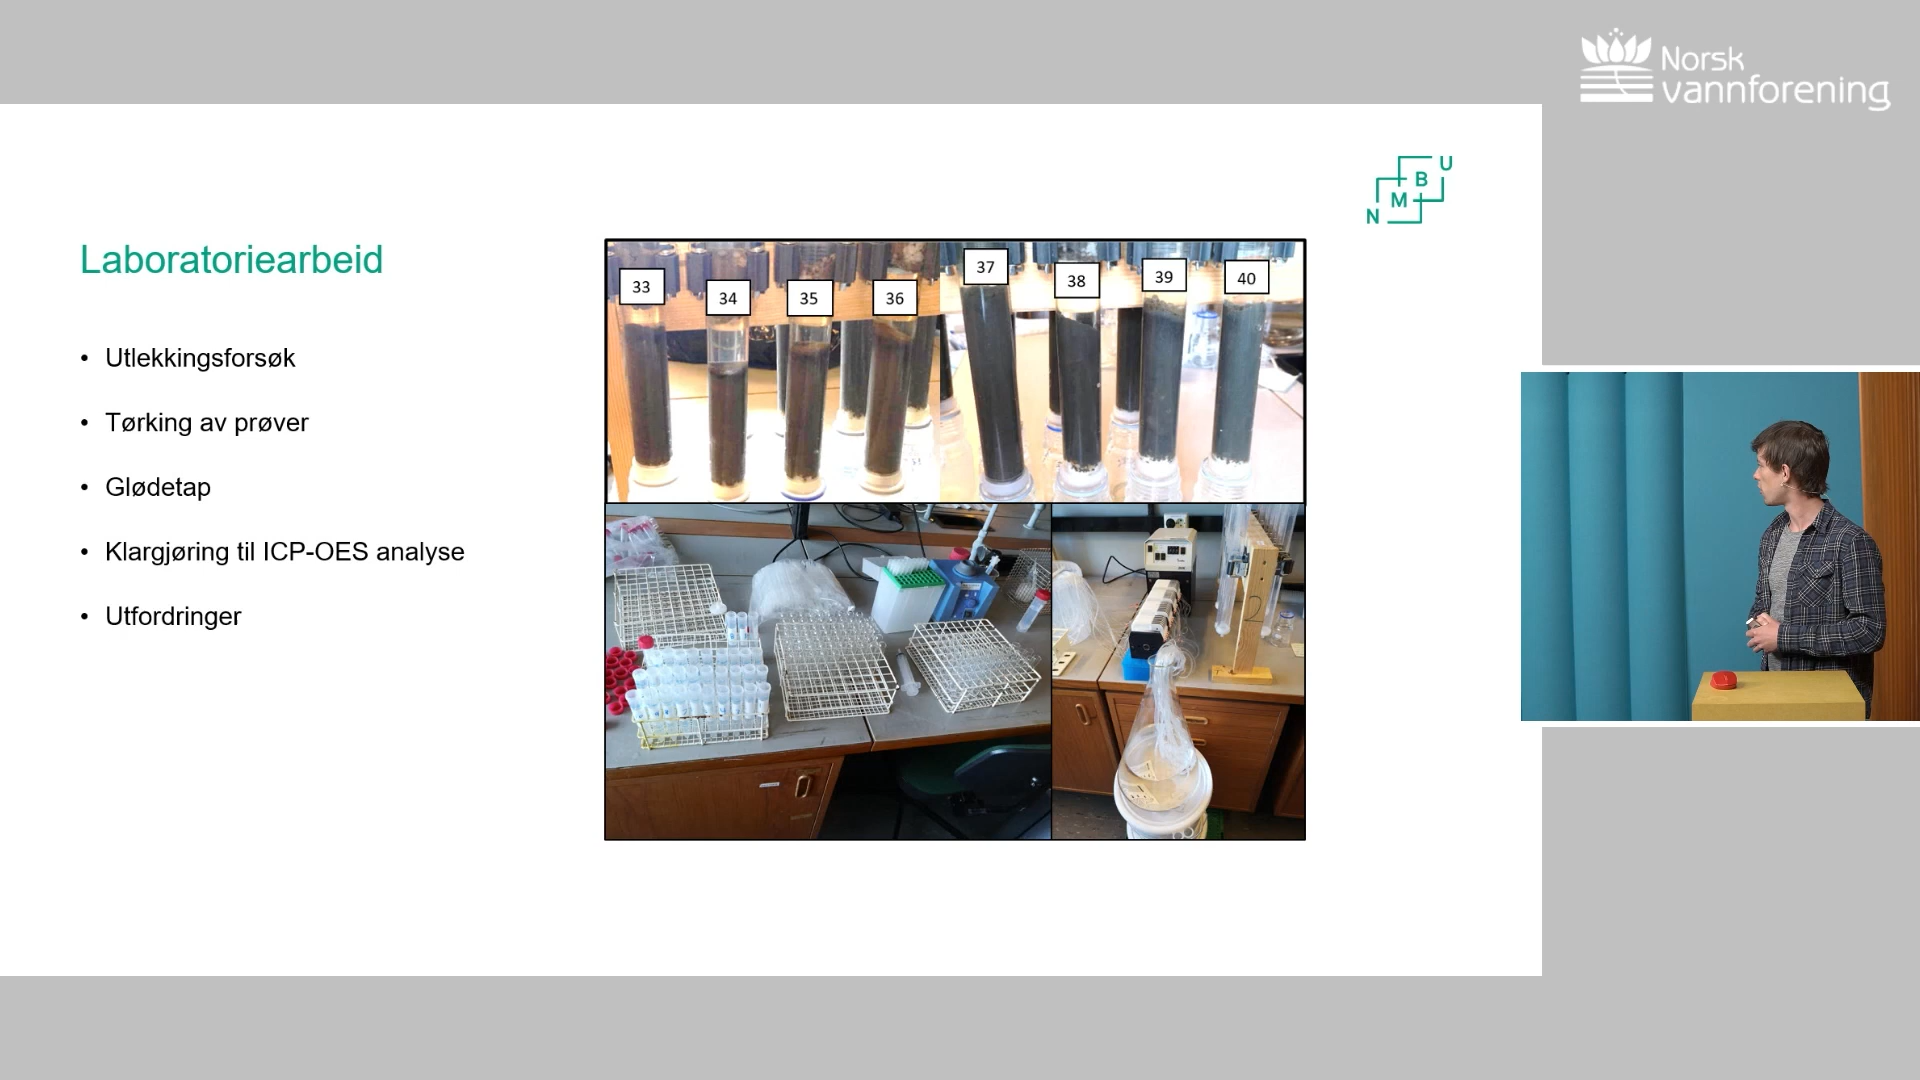 Norsk
vannforening
N M B U
Laboratoriearbeid
• Utlekkingsforsøk
• Tørking av prøver
• Glødetap
• Klargjøring til ICP-OES analyse
• Utfordringer
33
34
35
36
37
38
39
40
2